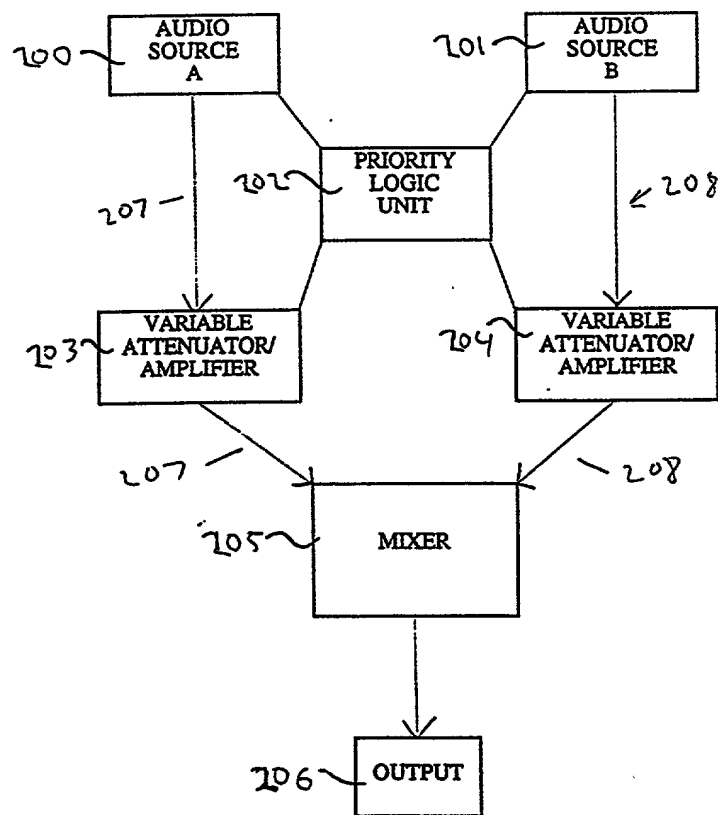 200
AUDIO
SOURCE
A
201
AUDIO
SOURCE
B
202
PRIORITY
LOGIC
UNIT
207
208
203
VARIABLE
ATTENUATOR/
AMPLIFIER
204
VARIABLE
ATTENUATOR/
AMPLIFIER
207
208
205
MIXER
206
OUTPUT